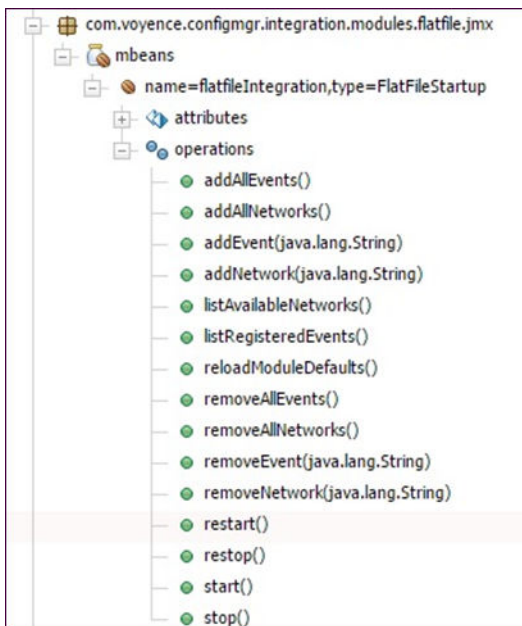 com.voyence.configmgr.integration.modules.flatfile.jmx
mbeans
name=flatfileIntegration,type=FlatFileStartup
attributes
operations
addAllEvents()
addAllNetworks()
addEvent(java.lang.String)
addNetwork(java.lang.String)
listAvailableNetworks()
listRegisteredEvents()
reloadModuleDefaults()
removeAllEvents()
removeAllNetworks()
removeEvent(java.lang.String)
removeNetwork(java.lang.String)
restart()
restop()
start()
stop()